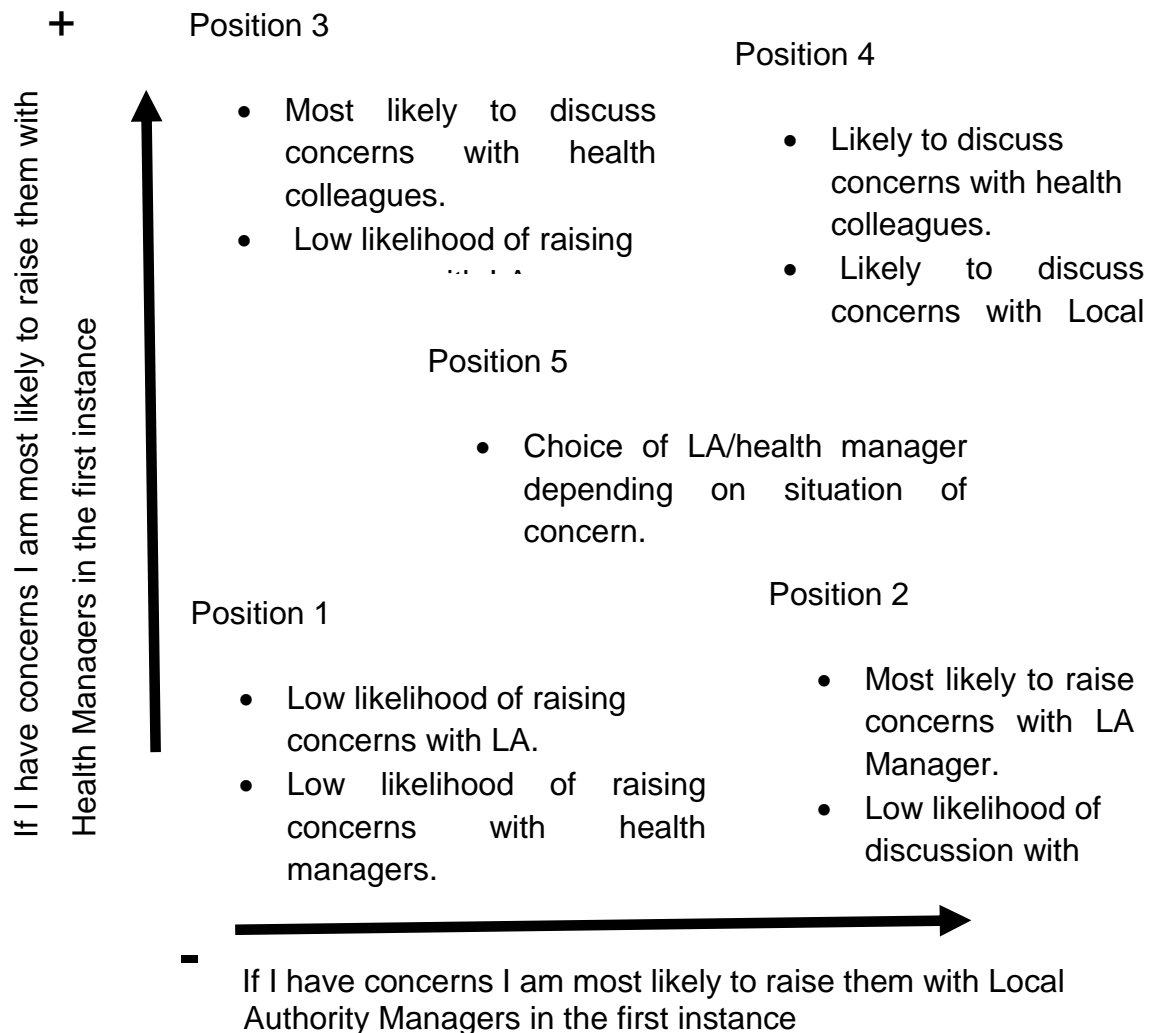 +
Position 3
Most likely to discuss
concerns with health
colleagues.
Low likelihood of raising
Position 4
Likely to discuss
concerns with health
colleagues.
Likely to discuss
concerns with Local
Position 5
Choice of LA/health manager
depending on situation of
concern.
Position 1
Low likelihood of raising
concerns with LA.
Low likelihood of raising
concerns with health
managers.
Position 2
Most likely to raise
concerns with LA
Manager.
Low likelihood of
discussion with
If I have concerns I am most likely to raise them with
Health Managers in the first instance
-
If I have concerns I am most likely to raise them with Local
Authority Managers in the first instance